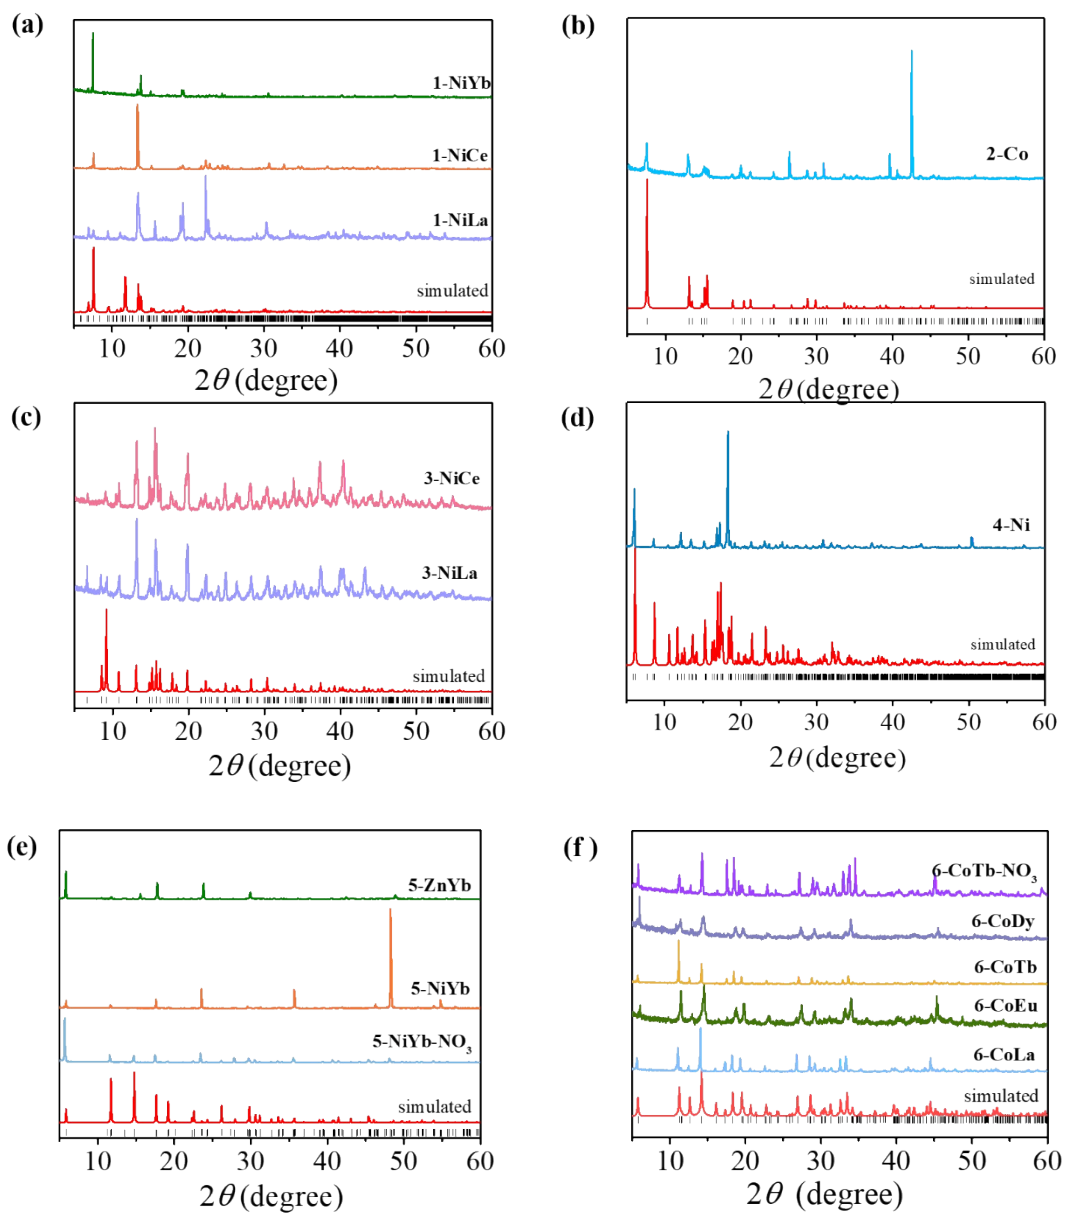 (a)
1-NiYb
1-NiCe
1-NiLa
simulated
10 20 30 40 50 60
2θ (degree)
(b)
2-Co
simulated
10 20 30 40 50 60
2θ (degree)
(c)
3-NiCe
3-NiLa
simulated
10 20 30 40 50 60
2θ (degree)
(d)
4-Ni
simulated
10 20 30 40 50 60
2θ (degree)
(e)
5-ZnYb
5-NiYb
5-NiYb-NO₃
simulated
10 20 30 40 50 60
2θ (degree)
(f )
6-CoTb-NO₃
6-CoDy
6-CoTb
6-CoEu
6-CoLa
simulated
10 20 30 40 50 60
2θ (degree)